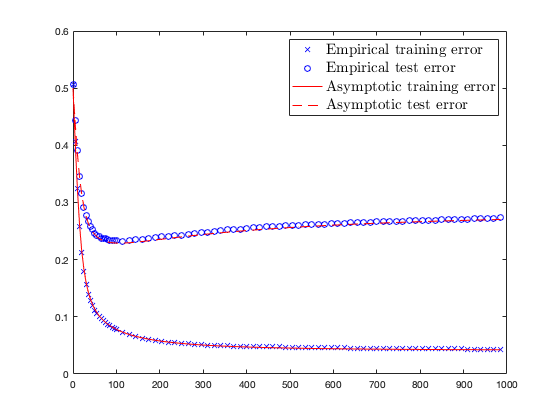 0.6
0.5
0.4
0.3
0.2
0.1
0
Empirical training error
Empirical test error
Asymptotic training error
Asymptotic test error
0 100 200 300 400 500 600 700 800 900 1000